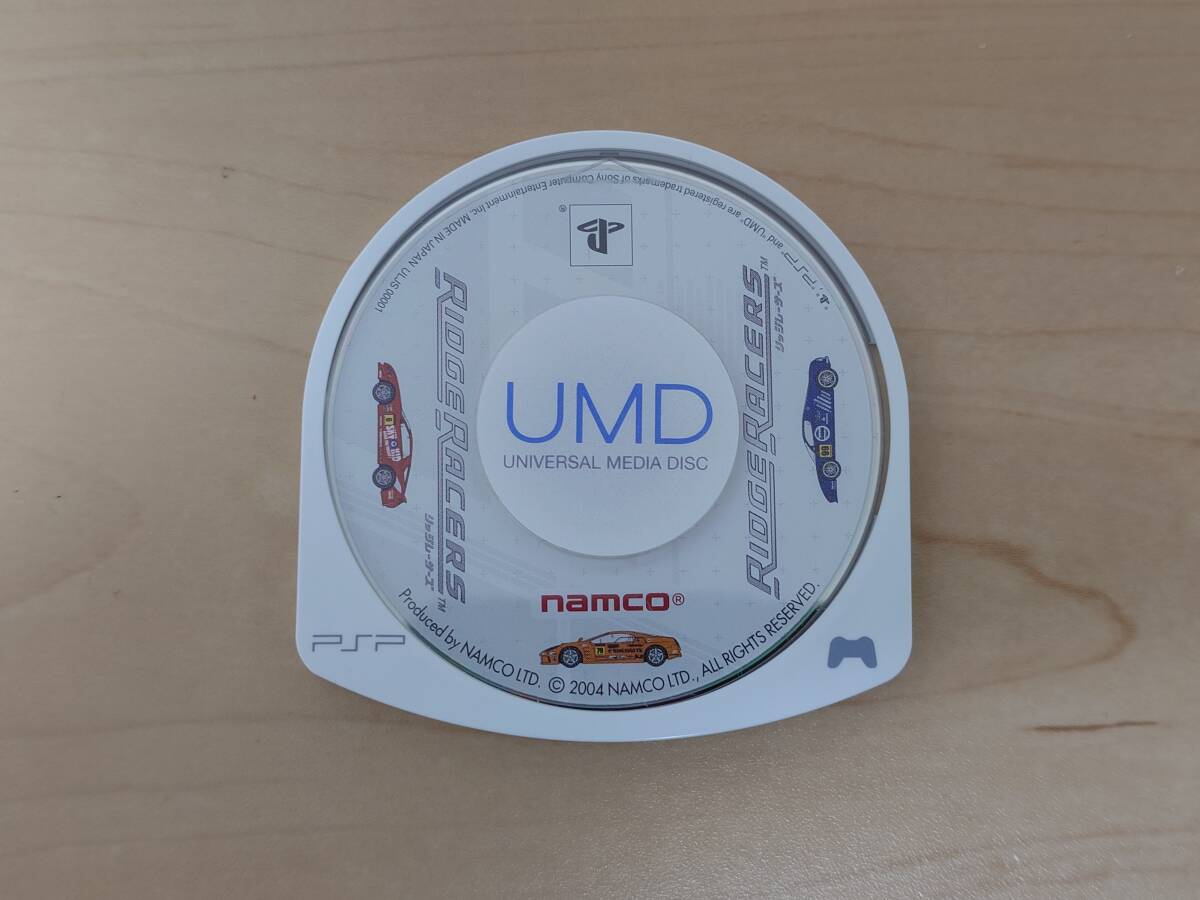 UMD
UNIVERSAL MEDIA DISC
RIDGE RACERS™
リッジレーサーズ
RIDGE RACERS™
リッジレーサーズ
namco®
Produced by NAMCO LTD. © 2004 NAMCO LTD., ALL RIGHTS RESERVED.
PSP
®
PSP" and "UMD" are registered trademarks of Sony Computer Entertainment Inc. MADE IN JAPAN ULJS 00001